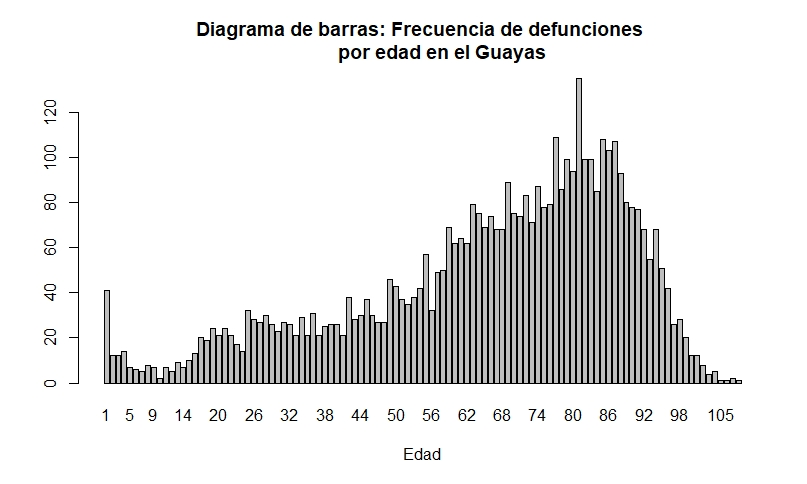 Diagrama de barras: Frecuencia de defunciones
por edad en el Guayas
120
100
80
60
40
20
0
1 5 9 14 20 26 32 38 44 50 56 62 68 74 80 86 92 98 105
Edad